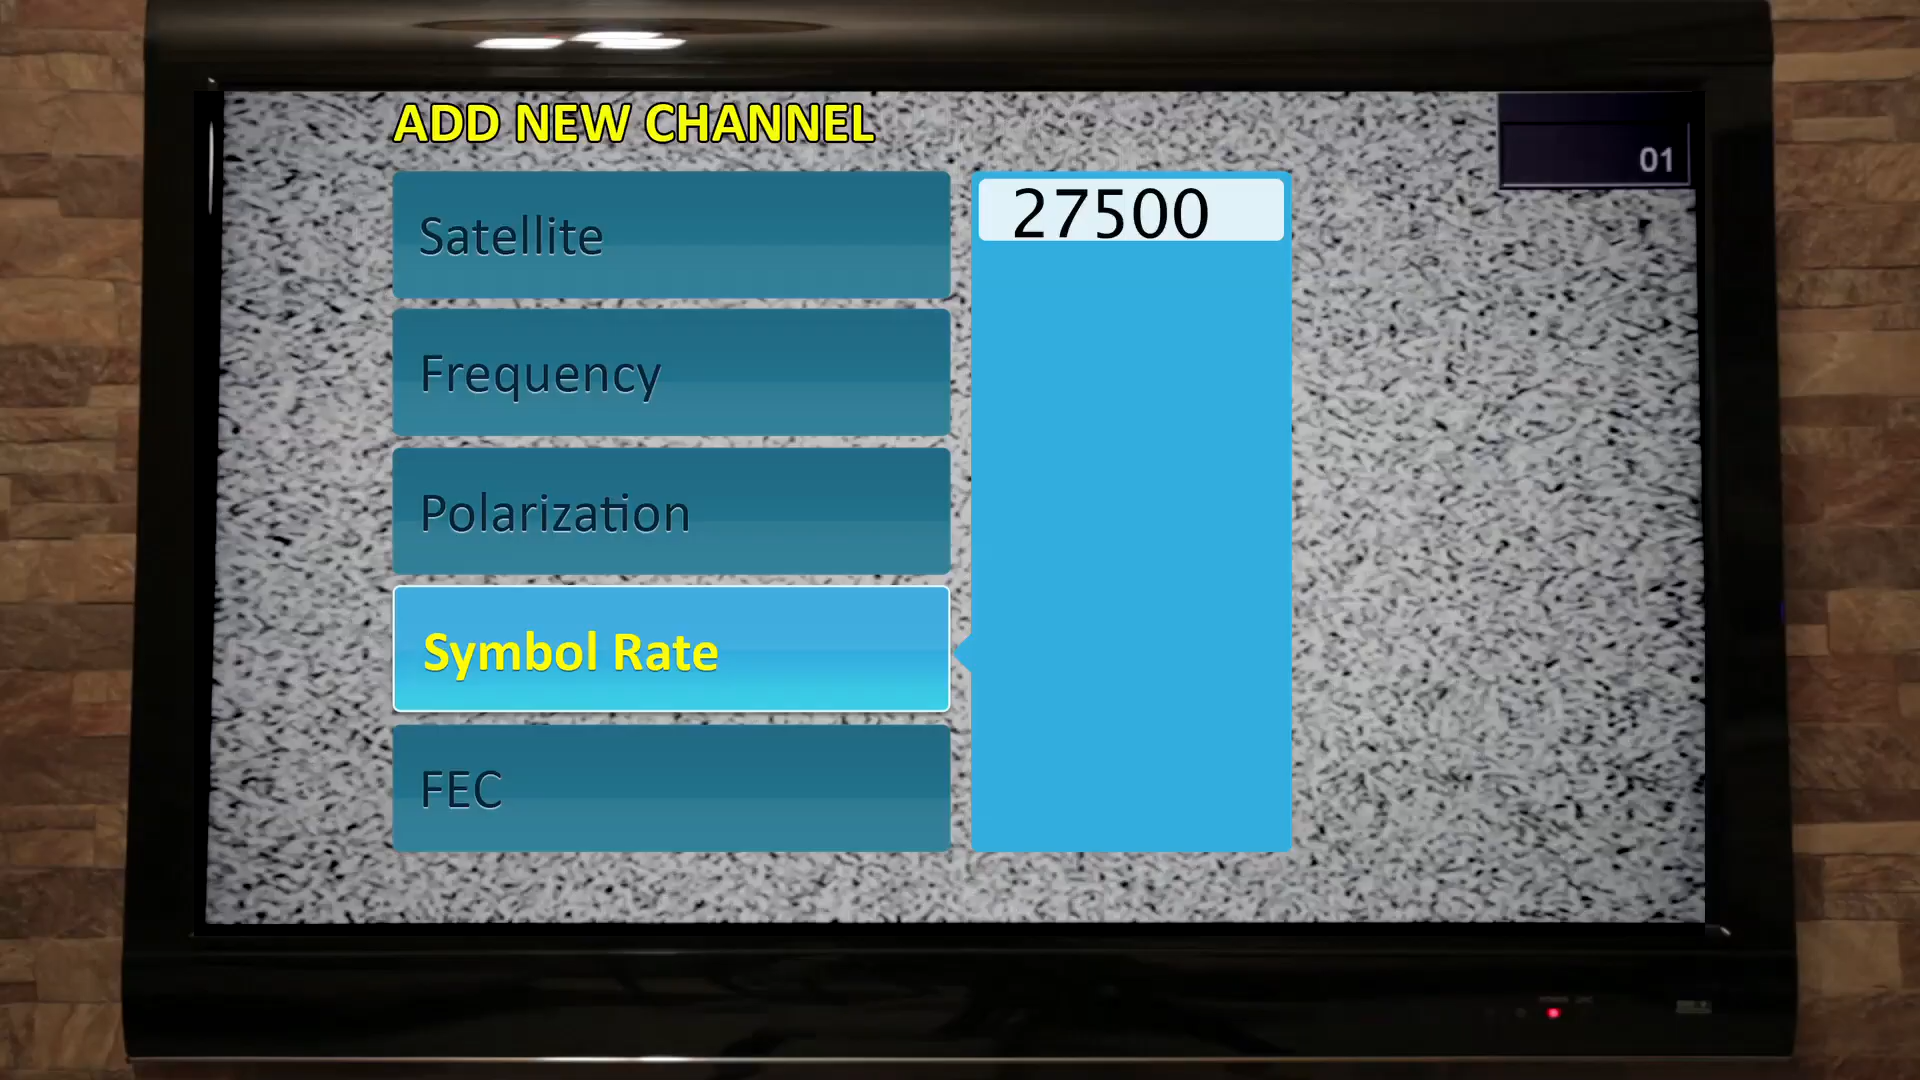 ADD NEW CHANNEL
01
27500
Satellite
Frequency
Polarization
Symbol Rate
FEC